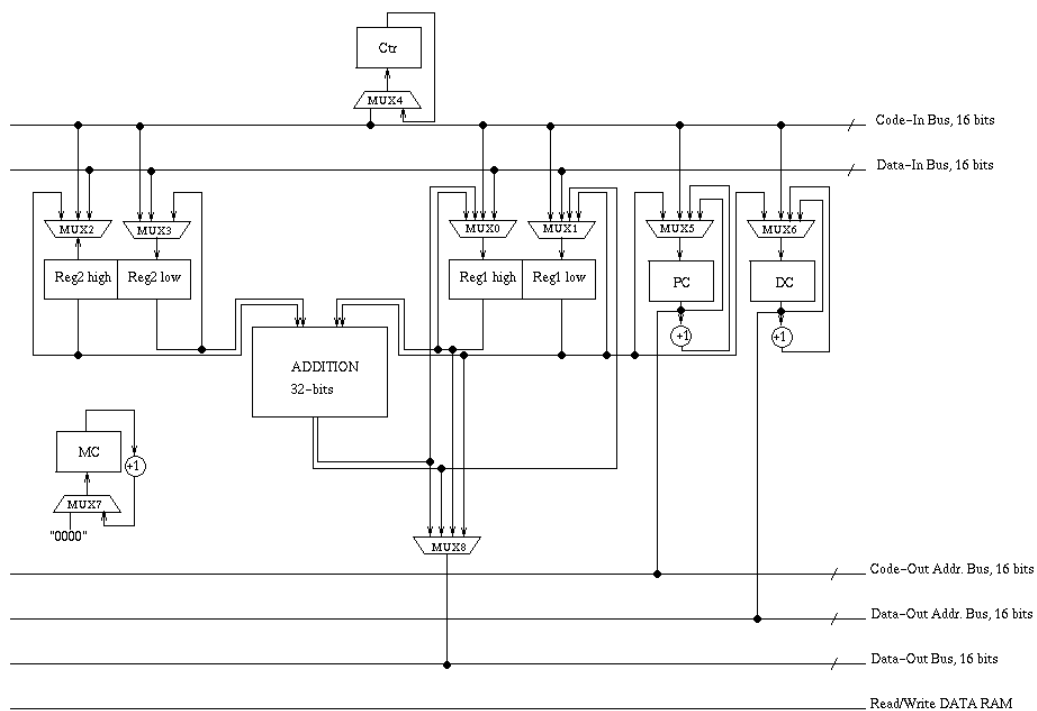 Ctr
MUX4
Code-In Bus, 16 bits
Data-In Bus, 16 bits
MUX2
MUX3
MUX0
MUX1
MUX5
MUX6
Reg2 high
Reg2 low
Reg1 high
Reg1 low
PC
DC
+1
+1
ADDITION
32-bits
MC
+1
MUX7
"0000"
MUX8
Code-Out Addr. Bus, 16 bits
Data-Out Addr. Bus, 16 bits
Data-Out Bus, 16 bits
Read/Write DATA RAM